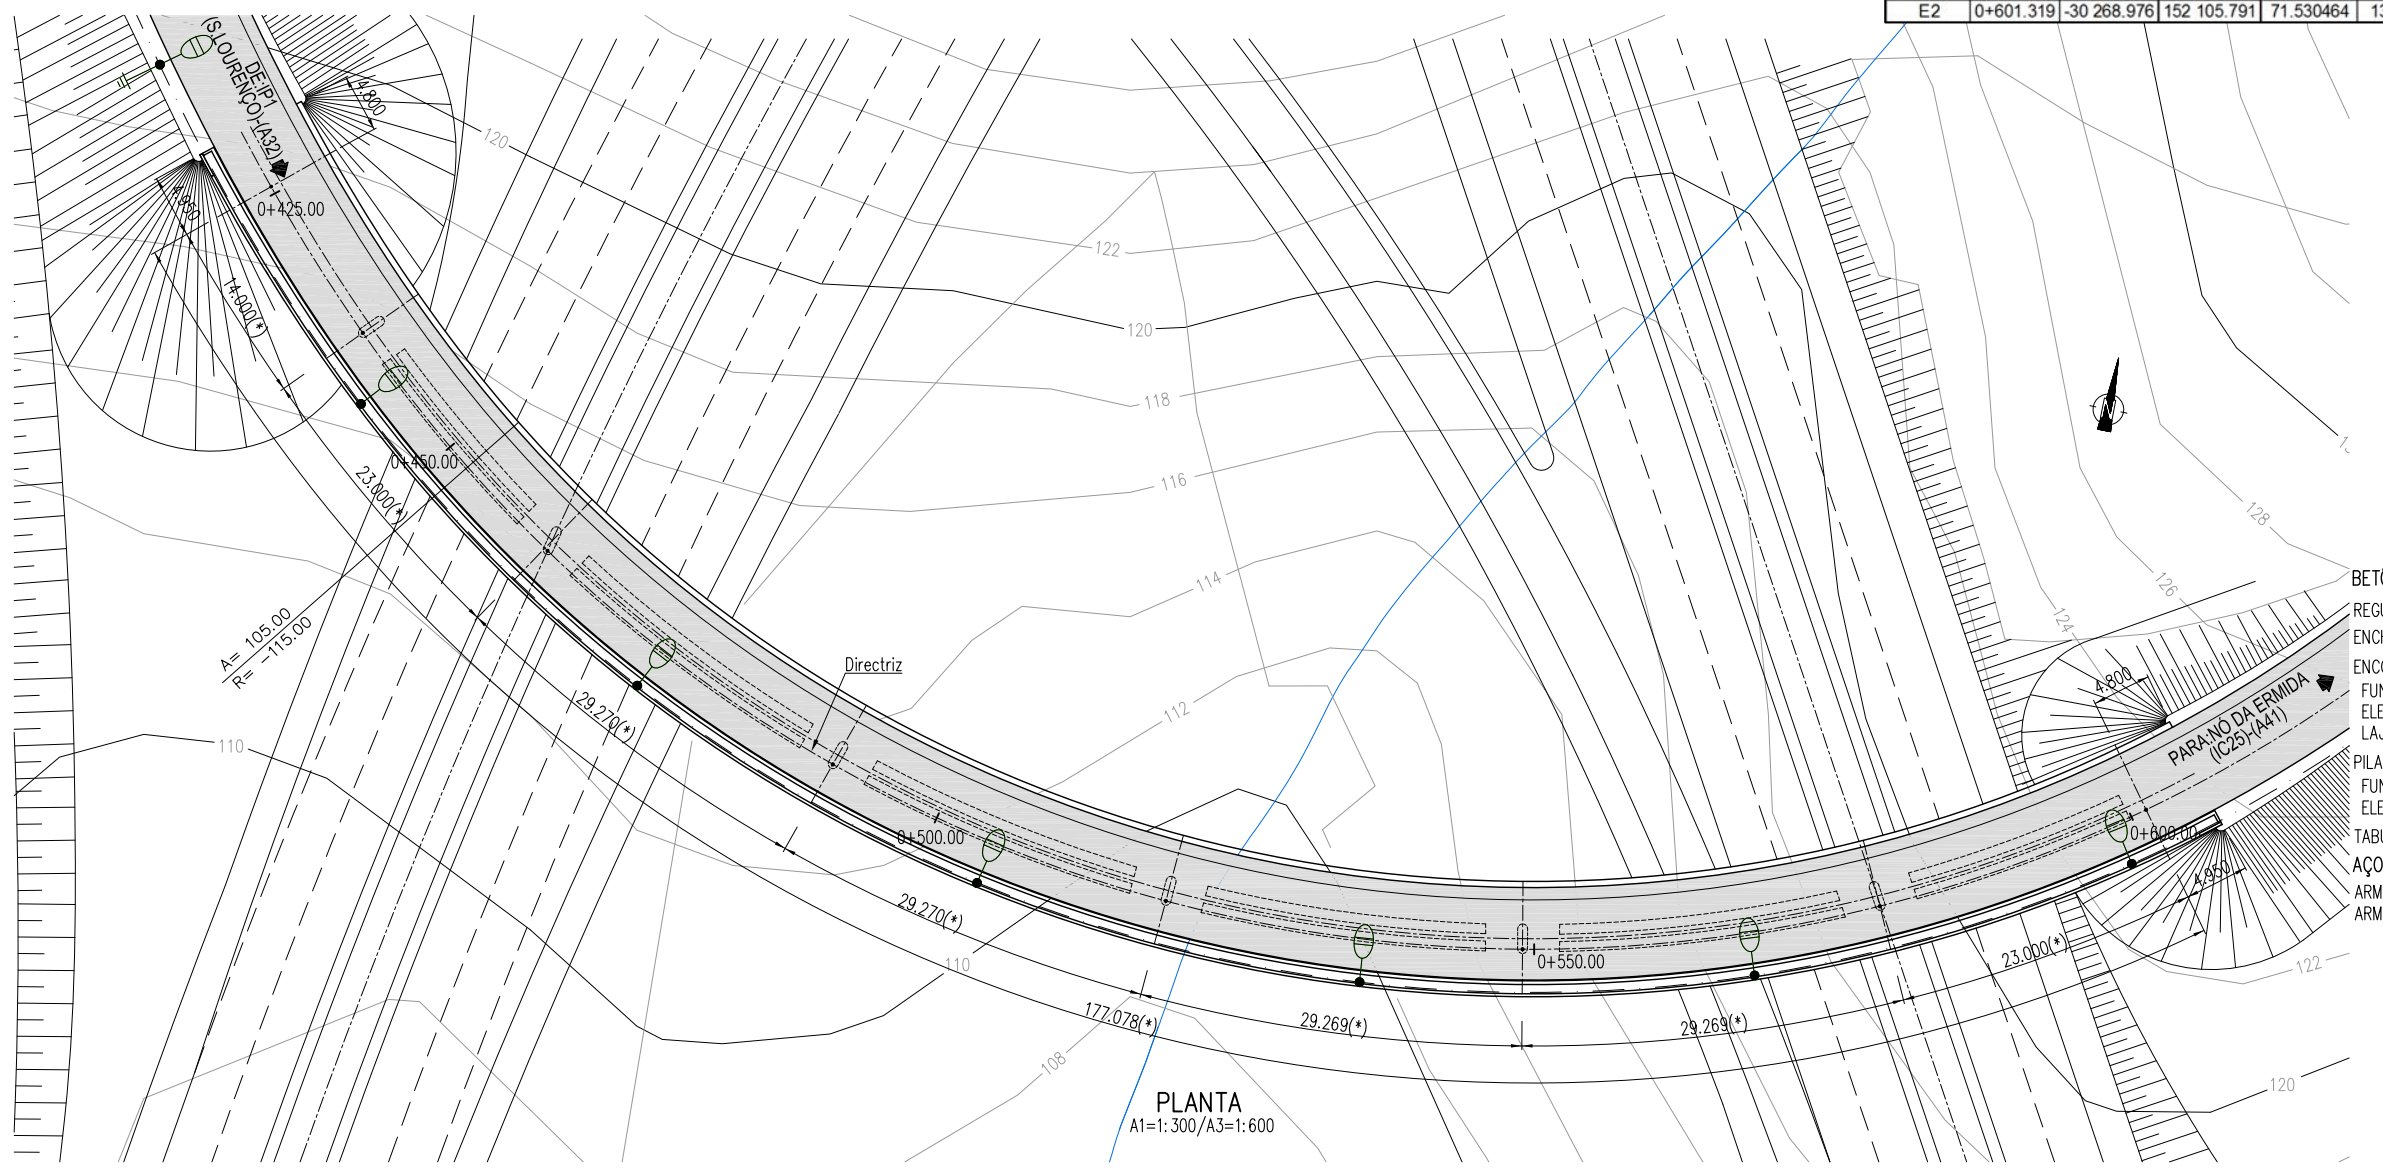 E2 0+601.319 -30 268.976 152 105.791 71.530464
DE:IP1
(S.LOURENÇO)-(A32)
4.800
120
4.950
0+425.00
122
14.000(*)
120
118
0+450.00
116
23.000(*)
128
114
126
124
A= 105.00
R= -115.00
Directriz
112
29.270(*)
110
4.800
PARA:NÓ DA ERMIDA
(IC25)-(A41)
0+500.00
0+600.00
4.950
29.270(*)
110
0+550.00
23.000(*)
122
177.078(*)
29.269(*)
29.269(*)
108
120
PLANTA
A1=1:300/A3=1:600
N
TABU
AÇO
ARM
ARM